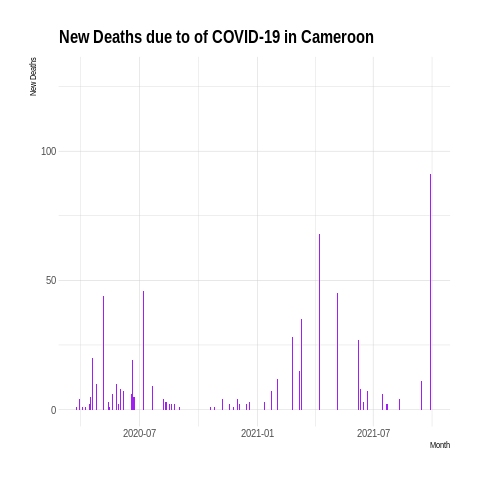 New Deaths due to of COVID-19 in Cameroon
New Deaths
100
50
0
2020-07
2021-01
2021-07
Month